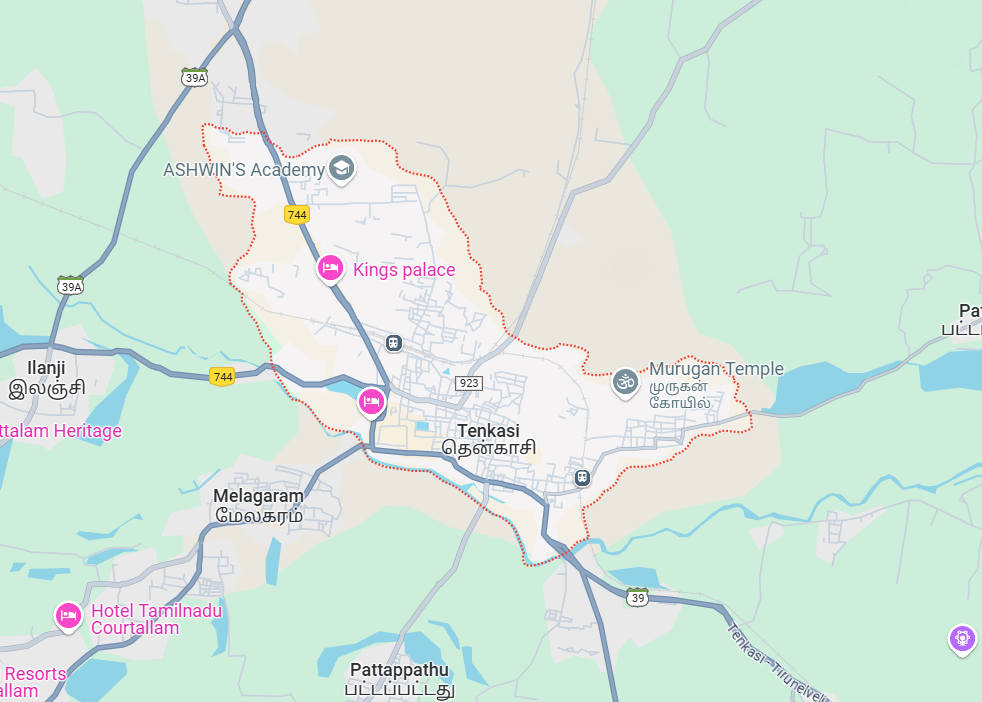 39A
ASHWIN'S Academy
744
Kings palace
39A
Pat
பட்ட
Ilanji
இலஞ்சி
744
923
Murugan Temple
முருகன்
கோயில்
ttalam Heritage
Tenkasi
தென்காசி
Melagaram
மேலகரம்
39
Hotel Tamilnadu
Courtallam
Tenkasi - Tirunelveli
Resorts
allam
Pattappathu
பட்டப்பட்டது